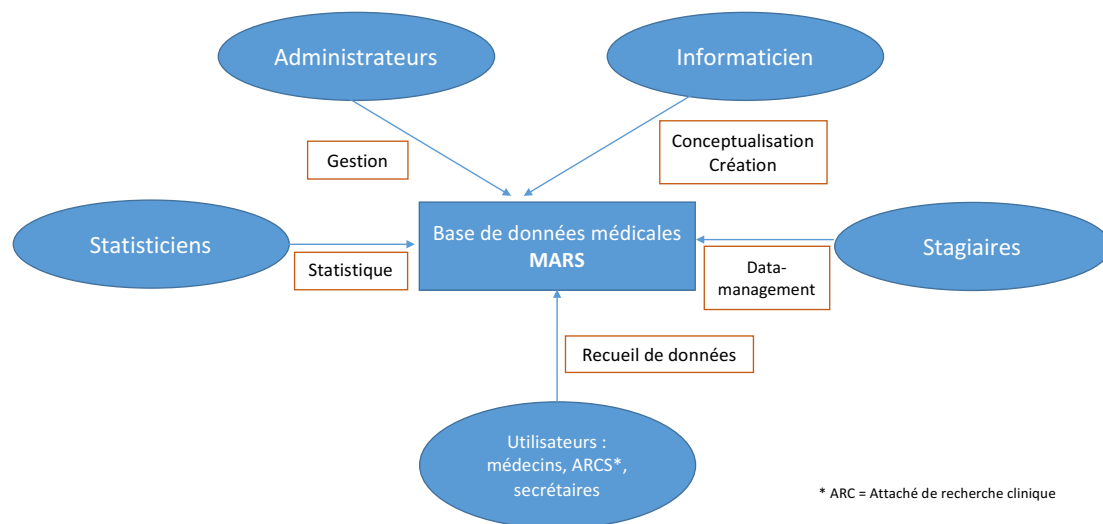 Administrateurs
Informaticien
Gestion
Conceptualisation
Création
Statisticiens
Statistique
Base de données médicales
MARS
Data-
management
Stagiaires
Recueil de données
Utilisateurs :
médecins, ARCS*,
secrétaires
* ARC = Attaché de recherche clinique